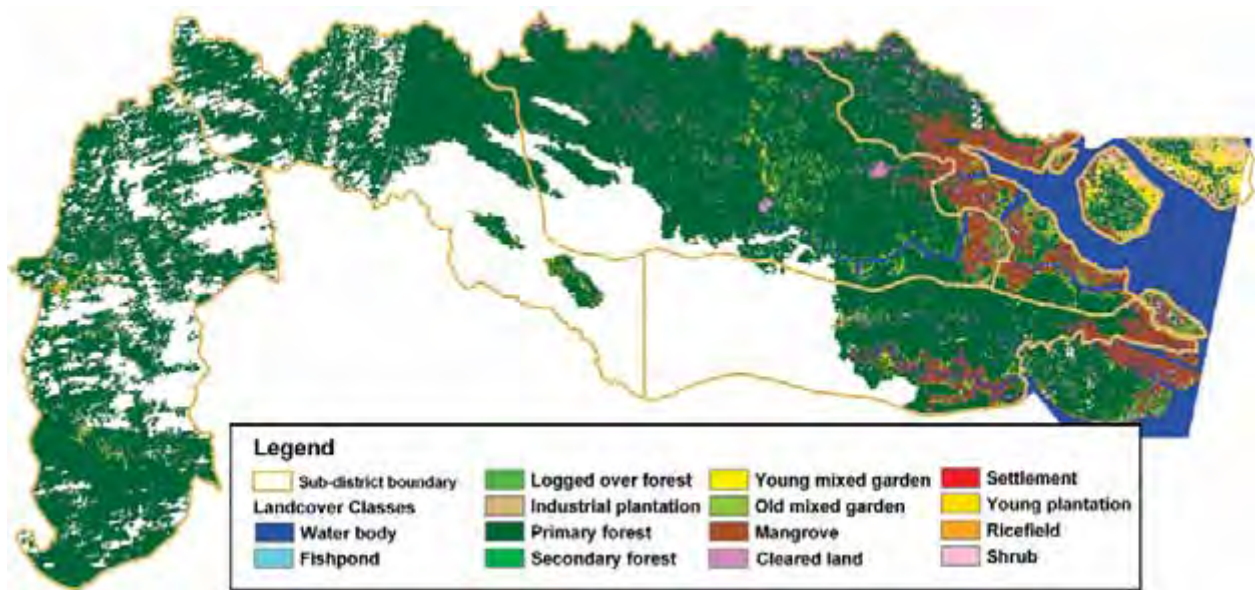 Legend
Sub-district boundary
Landcover Classes
Water body
Fishpond
Logged over forest
Industrial plantation
Primary forest
Secondary forest
Young mixed garden
Old mixed garden
Mangrove
Cleared land
Settlement
Young plantation
Ricefield
Shrub